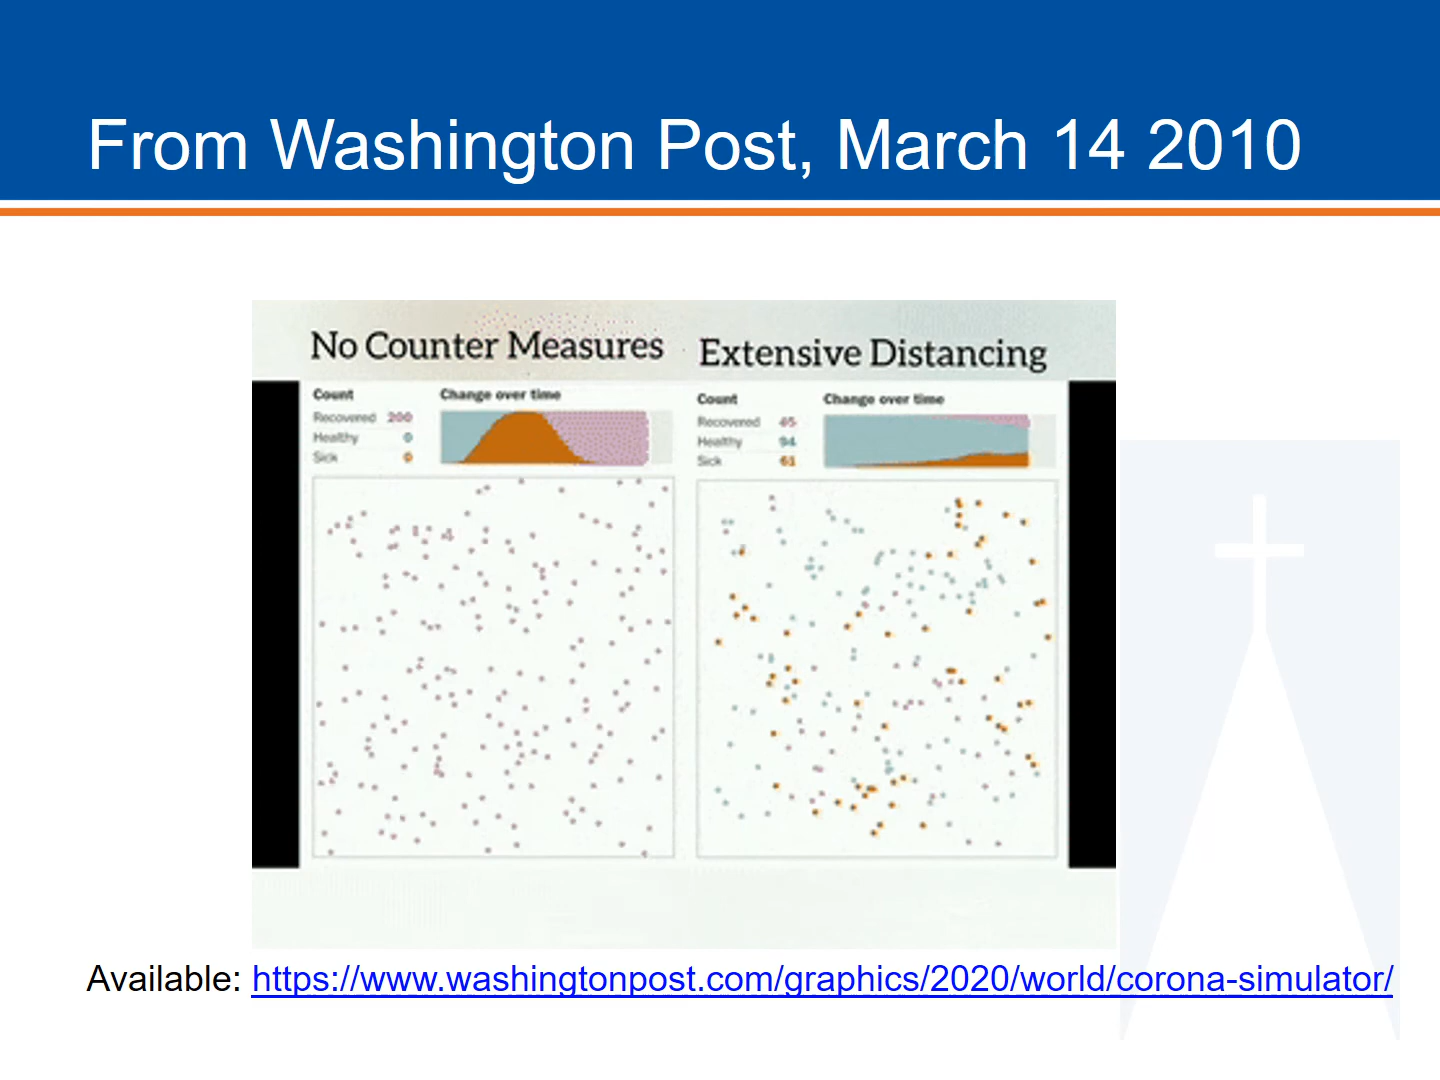 From Washington Post, March 14 2010
No Counter Measures
Count
Change over time
Recovered 200
Healthy 0
Sick 0
Extensive Distancing
Count
Change over time
Recovered 45
Healthy 94
Sick 61
Available: https://www.washingtonpost.com/graphics/2020/world/corona-simulator/